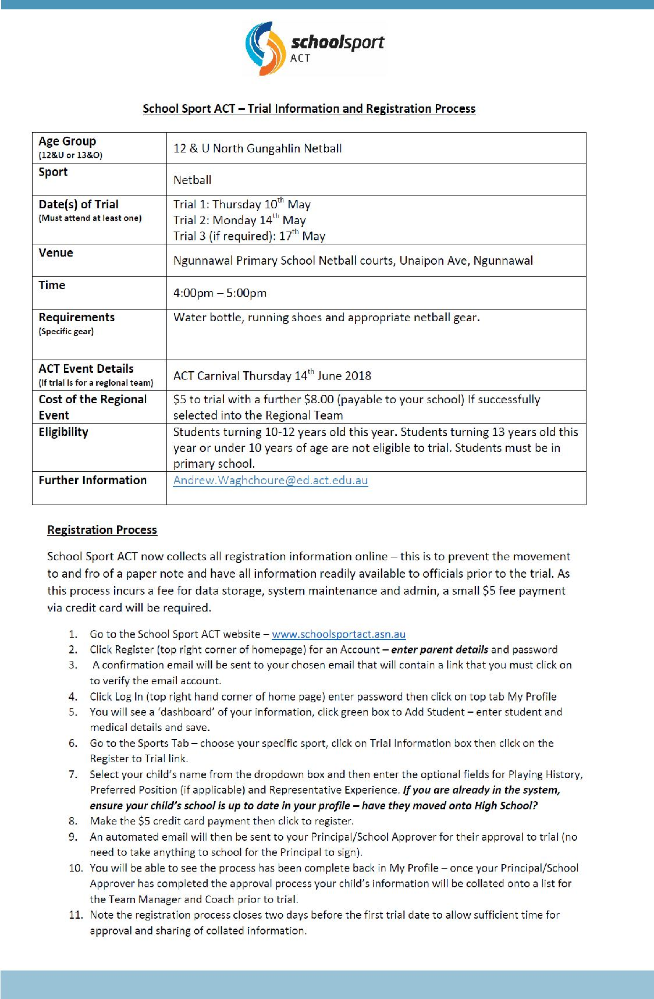 schoolsport
ACT
School Sport ACT – Trial Information and Registration Process
Age Group
(12&U or 13&O)
12 & U North Gungahlin Netball
Sport
Netball
Date(s) of Trial
(Must attend at least one)
Trial 1: Thursday 10th May
Trial 2: Monday 14th May
Trial 3 (if required): 17th May
Venue
Ngunnawal Primary School Netball courts, Unaipon Ave, Ngunnawal
Time
4:00pm – 5:00pm
Requirements
(Specific gear)
Water bottle, running shoes and appropriate netball gear.
ACT Event Details
(If trial is for a regional team)
ACT Carnival Thursday 14th June 2018
Cost of the Regional
Event
$5 to trial with a further $8.00 (payable to your school) If successfully
selected into the Regional Team
Eligibility
Students turning 10-12 years old this year. Students turning 13 years old this
year or under 10 years of age are not eligible to trial. Students must be in
primary school.
Further Information
Andrew.Waghchoure@ed.act.edu.au
Registration Process
School Sport ACT now collects all registration information online – this is to prevent the movement
to and fro of a paper note and have all information readily available to officials prior to the trial. As
this process incurs a fee for data storage, system maintenance and admin, a small $5 fee payment
via credit card will be required.
1. Go to the School Sport ACT website – www.schoolsportact.asn.au
2. Click Register (top right corner of homepage) for an Account – enter parent details and password
3. A confirmation email will be sent to your chosen email that will contain a link that you must click on
to verify the email account.
4. Click Log In (top right hand corner of home page) enter password then click on top tab My Profile
5. You will see a ‘dashboard’ of your information, click green box to Add Student – enter student and
medical details and save.
6. Go to the Sports Tab – choose your specific sport, click on Trial Information box then click on the
Register to Trial link.
7. Select your child’s name from the dropdown box and then enter the optional fields for Playing History,
Preferred Position (if applicable) and Representative Experience. If you are already in the system,
ensure your child’s school is up to date in your profile – have they moved onto High School?
8. Make the $5 credit card payment then click to register.
9. An automated email will then be sent to your Principal/School Approver for their approval to trial (no
need to take anything to school for the Principal to sign).
10. You will be able to see the process has been complete back in My Profile – once your Principal/School
Approver has completed the approval process your child’s information will be collated onto a list for
the Team Manager and Coach prior to trial.
11. Note the registration process closes two days before the first trial date to allow sufficient time for
approval and sharing of collated information.